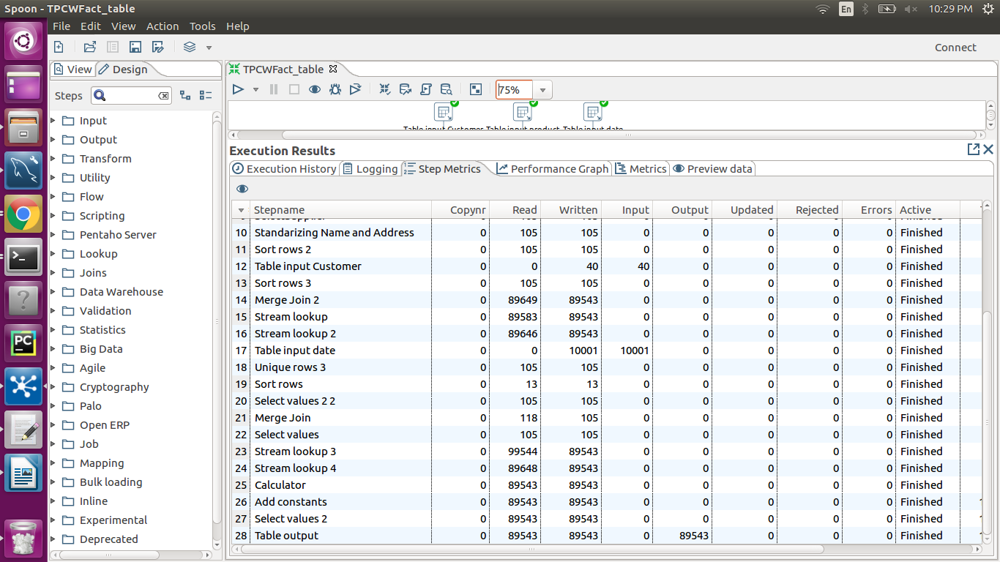 Spoon - TPCWFact_table En 10:29 PM
File Edit View Action Tools Help
Connect
View Design
TPCWFact_table
Steps
75%
Input
Output
Transform
Utility
Flow
Scripting
Pentaho Server
Lookup
Joins
Data Warehouse
Validation
Statistics
Big Data
Agile
Cryptography
Palo
Open ERP
Job
Mapping
Bulk loading
Inline
Experimental
Deprecated
PC
Table input Customer Table input product Table input date
Execution Results
Execution History Logging Step Metrics Performance Graph Metrics Preview data
Stepname Copynr Read Written Input Output Updated Rejected Errors Active
10 Standarizing Name and Address 0 105 105 0 0 0 0 0 Finished
11 Sort rows 2 0 105 105 0 0 0 0 0 Finished
12 Table input Customer 0 0 40 40 0 0 0 0 Finished
13 Sort rows 3 0 105 105 0 0 0 0 0 Finished
14 Merge Join 2 0 89649 89543 0 0 0 0 0 Finished
15 Stream lookup 0 89583 89543 0 0 0 0 0 Finished
16 Stream lookup 2 0 89646 89543 0 0 0 0 0 Finished
17 Table input date 0 0 10001 10001 0 0 0 0 Finished
18 Unique rows 3 0 105 105 0 0 0 0 0 Finished
19 Sort rows 0 13 13 0 0 0 0 0 Finished
20 Select values 2 2 0 105 105 0 0 0 0 0 Finished
21 Merge Join 0 118 105 0 0 0 0 0 Finished
22 Select values 0 105 105 0 0 0 0 0 Finished
23 Stream lookup 3 0 99544 89543 0 0 0 0 0 Finished
24 Stream lookup 4 0 89648 89543 0 0 0 0 0 Finished
25 Calculator 0 89543 89543 0 0 0 0 0 Finished
26 Add constants 0 89543 89543 0 0 0 0 0 Finished
27 Select values 2 0 89543 89543 0 0 0 0 0 Finished
28 Table output 0 89543 89543 0 89543 0 0 0 Finished